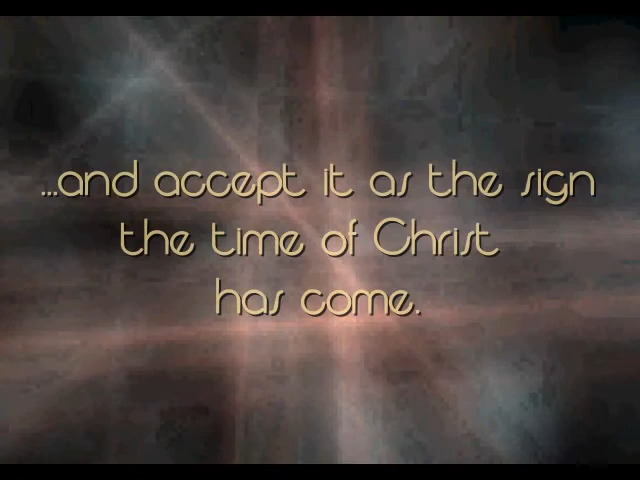 ...and accept it as the sign
the time of Christ
has come.